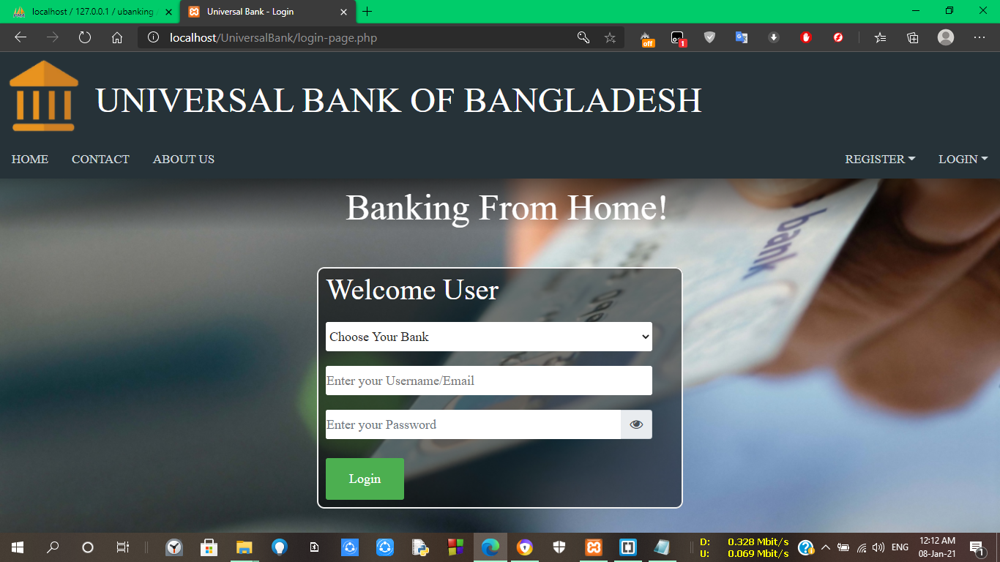 localhost / 127.0.0.1 / ubanking
Universal Bank - Login
localhost/UniversalBank/login-page.php
off
1
UNIVERSAL BANK OF BANGLADESH
HOME CONTACT ABOUT US REGISTER LOGIN
Banking From Home!
bank
Welcome User
Choose Your Bank
Enter your Username/Email
Enter your Password
Login
D: 0.328 Mbit/s
U: 0.069 Mbit/s
ENG
12:12 AM
08-Jan-21
1